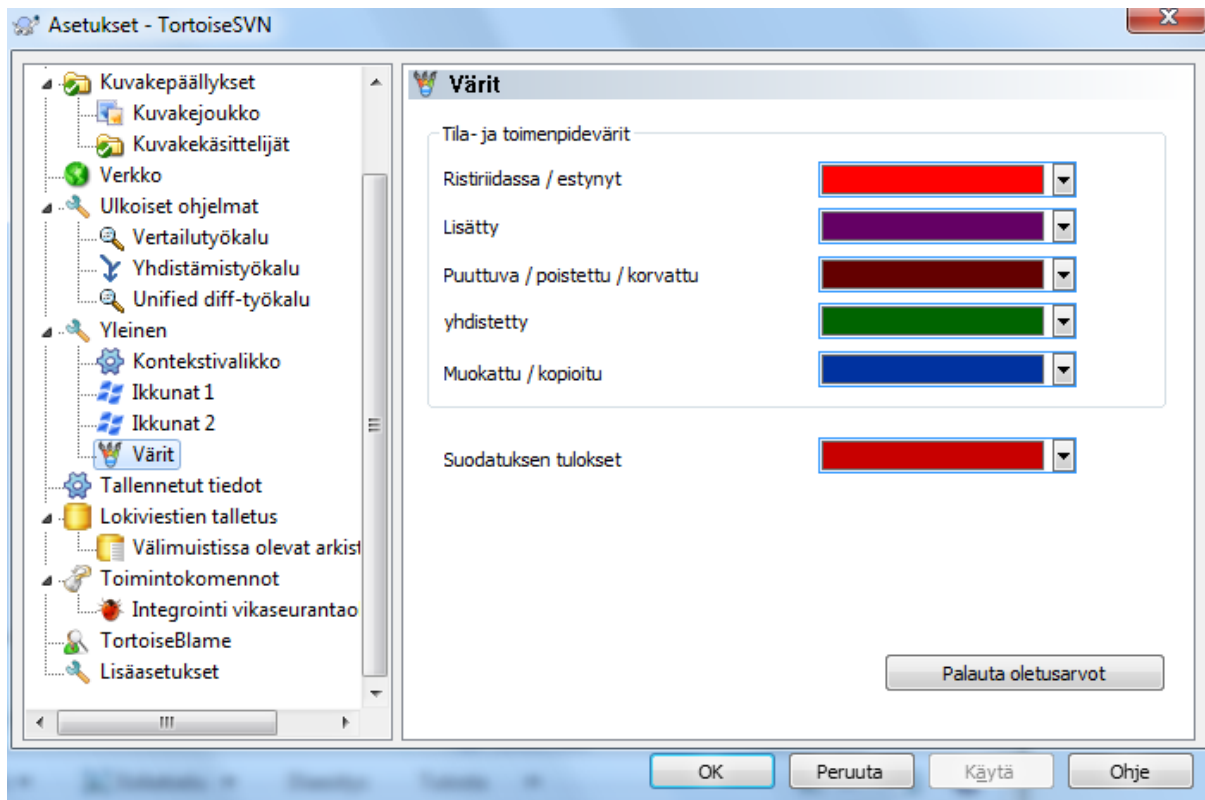 Asetukset - TortoiseSVN
Kuvakepäällykset
Kuvakejoukko
Kuvakekäsittelijät
Verkko
Ulkoiset ohjelmat
Vertailutyökalu
Yhdistämistyökalu
Unified diff-työkalu
Yleinen
Kontekstivalikko
Ikkunat 1
Ikkunat 2
Värit
Tallennetut tiedot
Lokiviestien talletus
Välimuistissa olevat arkist
Toimintokomennot
Integrointi vikaseurantao
TortoiseBlame
Lisäasetukset
Värit
Tila- ja toimenpidevärit
Ristiriidassa / estynyt
Lisätty
Puuttuva / poistettu / korvattu
yhdistetty
Muokattu / kopioitu
Suodatuksen tulokset
Palauta oletusarvot
OK
Peruuta
Käytä
Ohje